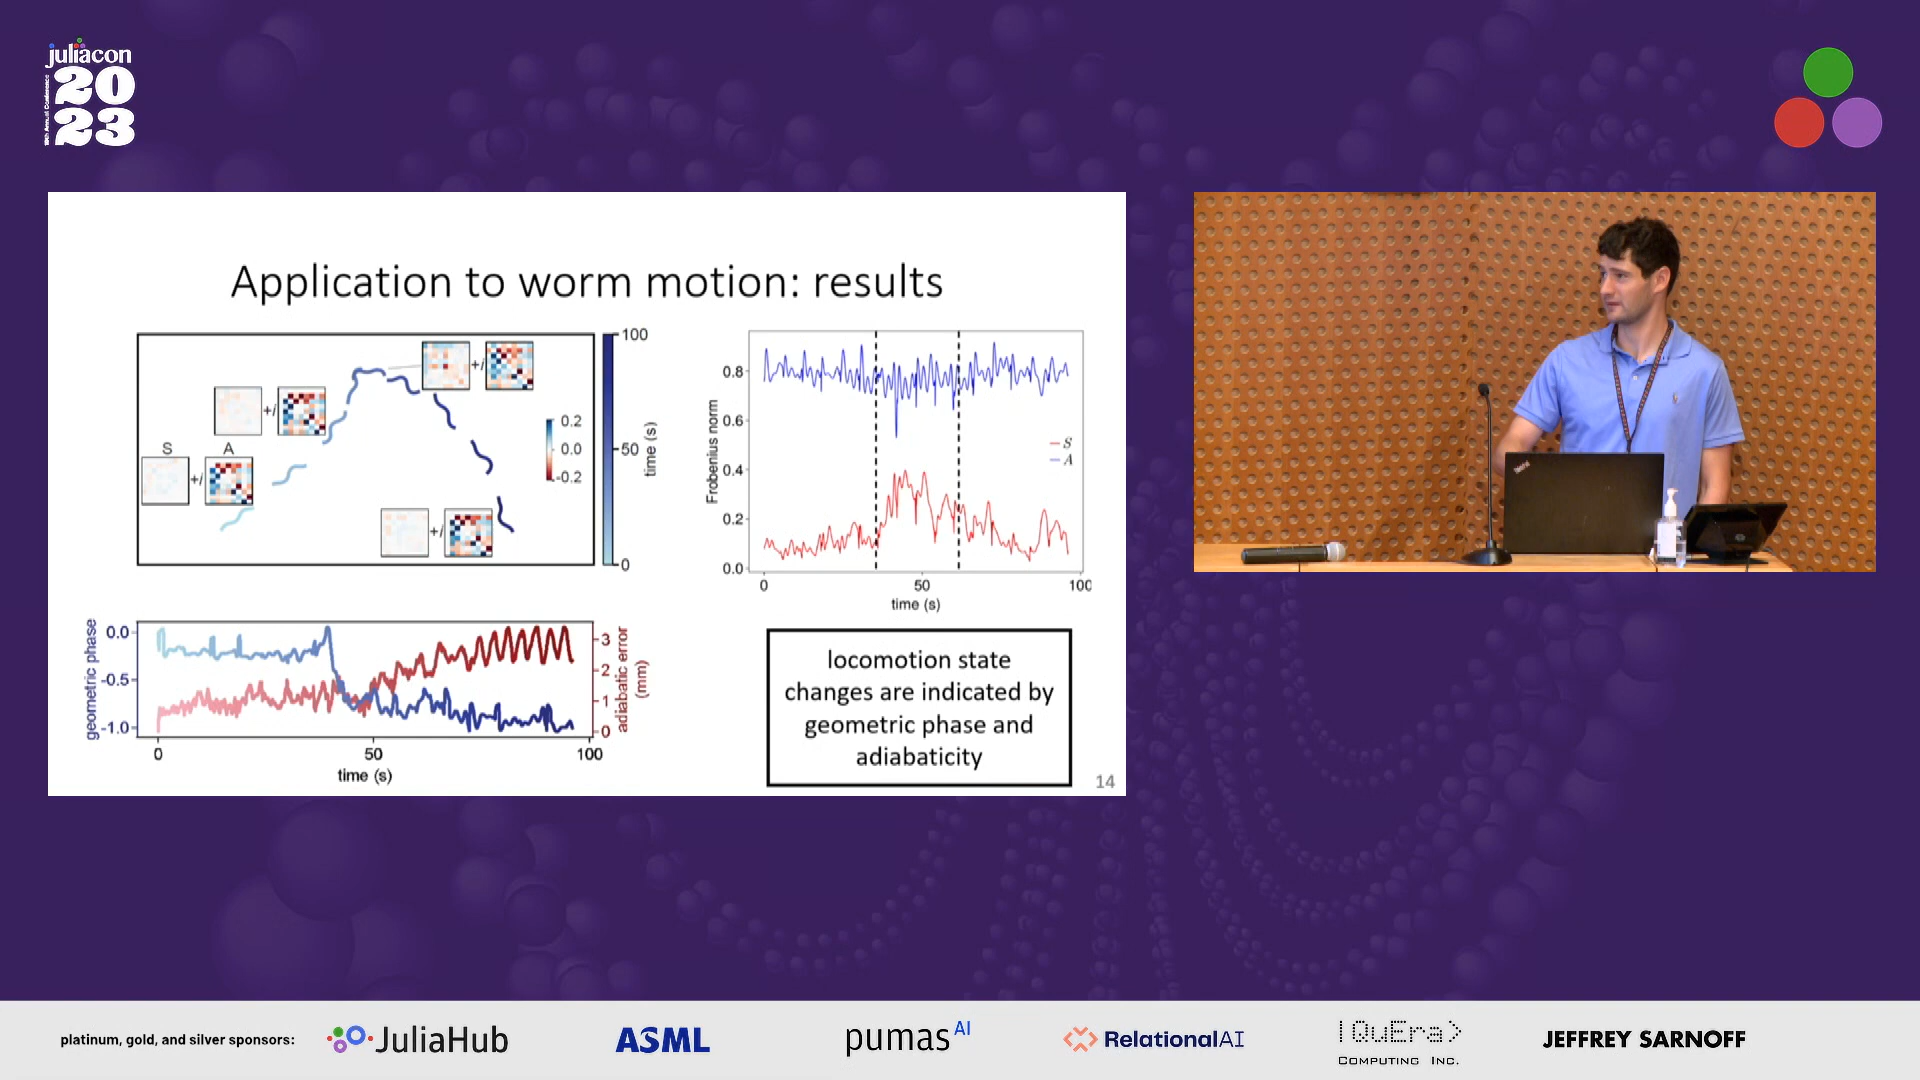 juliacon
2023
Application to worm motion: results
S
A
+i
+i
+i
+i
0.2
0.0
-0.2
100
50
0
time (s)
Frobenius norm
0.8
0.6
0.4
0.2
0.0
S
A
0
50
100
time (s)
geometric phase
0.0
-0.5
-1.0
3
2
1
0
adiabatic error
(mm)
0
50
100
time (s)
locomotion state
changes are indicated by
geometric phase and
adiabaticity
14
ThinkPad
platinum, gold, and silver sponsors:
JuliaHub
ASML
pumasAI
RelationalAI
|QuEra>
COMPUTING INC.
JEFFREY SARNOFF